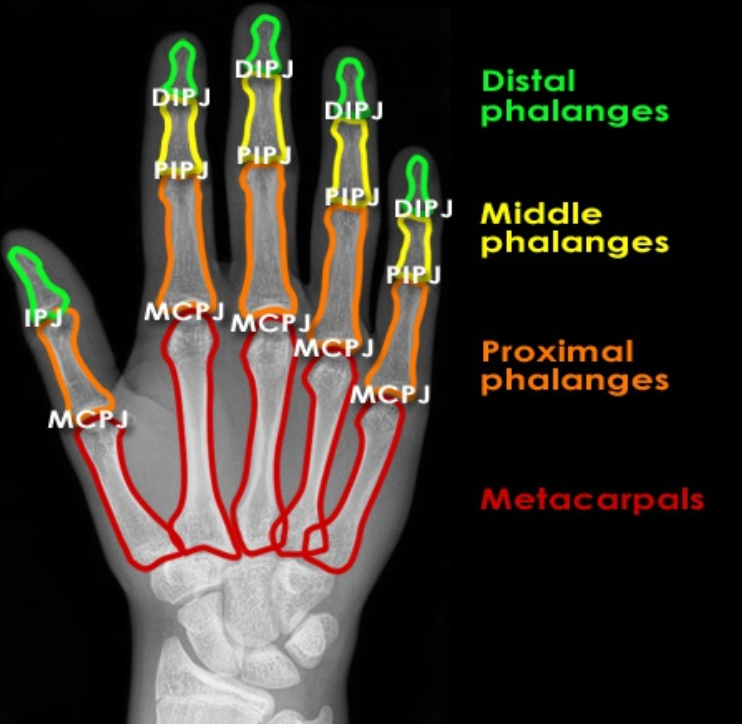 DIPJ
DIPJ
Distal
phalanges
DIPJ
DIPJ
PIPJ
PIPJ
PIPJ
DIPJ
Middle
phalanges
PIPJ
MCPJ
IPJ
MCPJ
MCPJ
Proximal
phalanges
MCPJ
MCPJ
Metacarpals